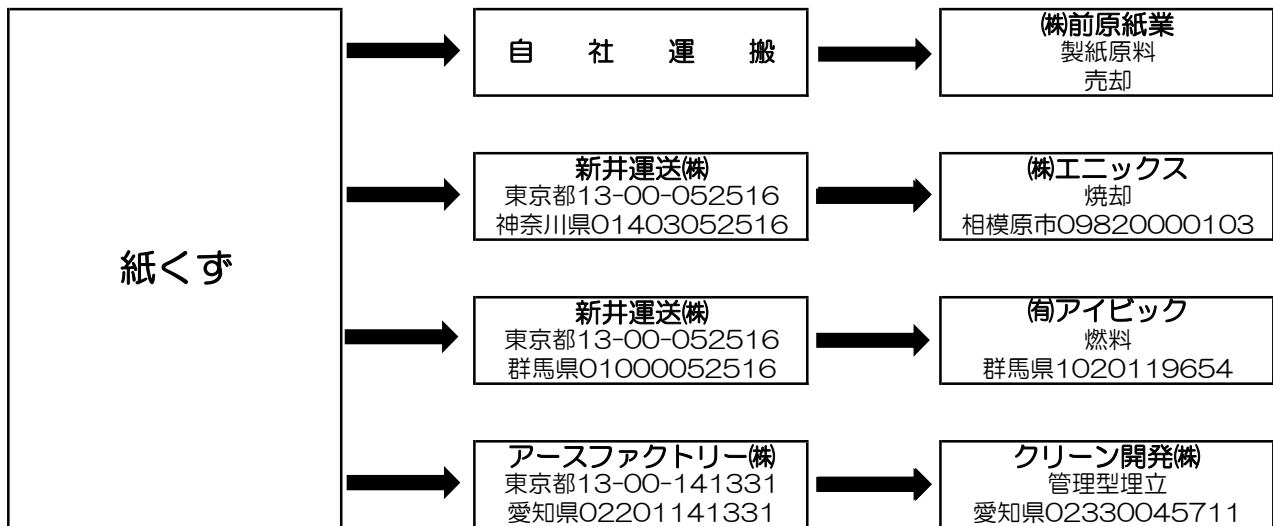 紙くず
自社運搬
㈱前原紙業
製紙原料
売却
新井運送㈱
東京都13-00-052516
神奈川県01403052516
㈱エニックス
焼却
相模原市09820000103
新井運送㈱
東京都13-00-052516
群馬県01000052516
㈲アイビック
燃料
群馬県1020119654
アースファクトリー㈱
東京都13-00-141331
愛知県02201141331
クリーン開発㈱
管理型埋立
愛知県02330045711